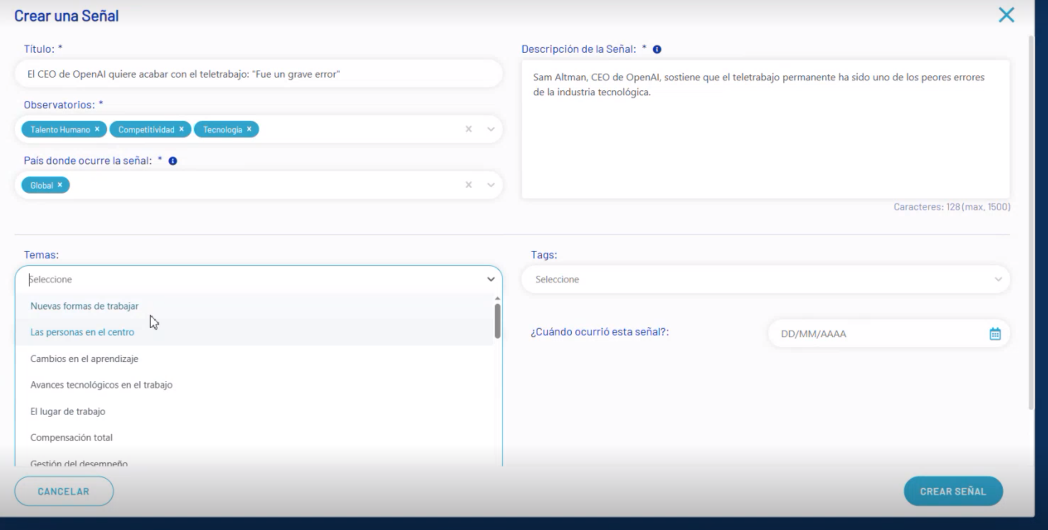 Crear una Señal
Título: *
El CEO de OpenAI quiere acabar con el teletrabajo: "Fue un grave error"
Observatorios: *
Talento Humano × Competitividad × Tecnología ×
País donde ocurre la señal: *
Global ×
Descripción de la Señal: *
Sam Altman, CEO de OpenAI, sostiene que el teletrabajo permanente ha sido uno de los peores errores
de la industria tecnológica.
Caracteres: 128 (max, 1500)
Temas:
Seleccione
Nuevas formas de trabajar
Las personas en el centro
Cambios en el aprendizaje
Avances tecnológicos en el trabajo
El lugar de trabajo
Compensación total
Gestión del desempeño
Tags:
Seleccione
¿Cuándo ocurrió esta señal?:
DD/MM/AAAA
CANCELAR
CREAR SEÑAL